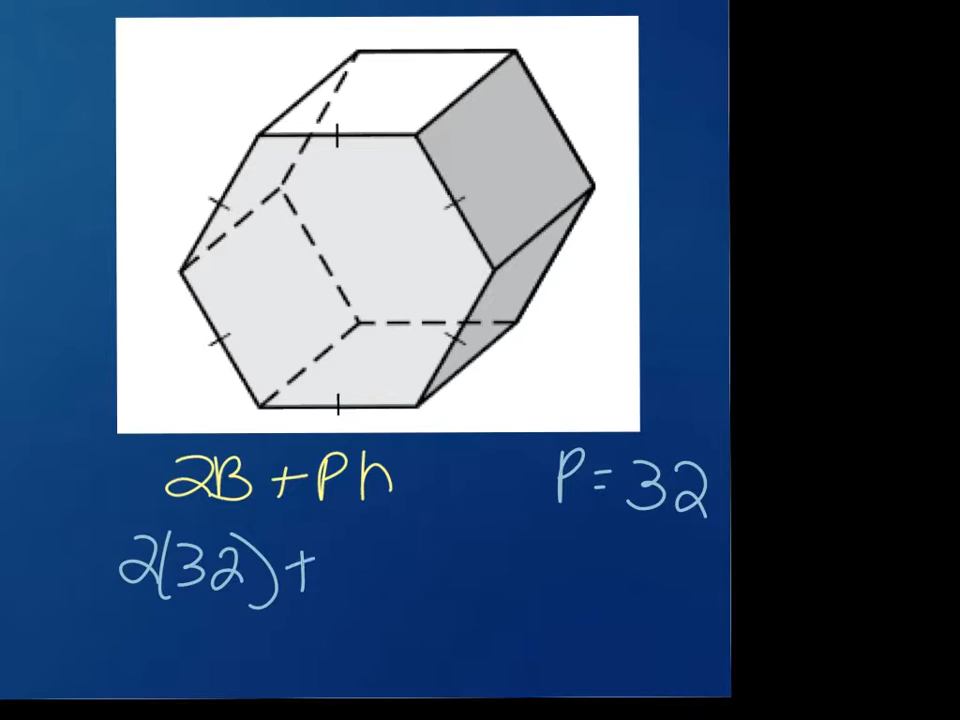 2B + Ph
P = 32
2(32) +